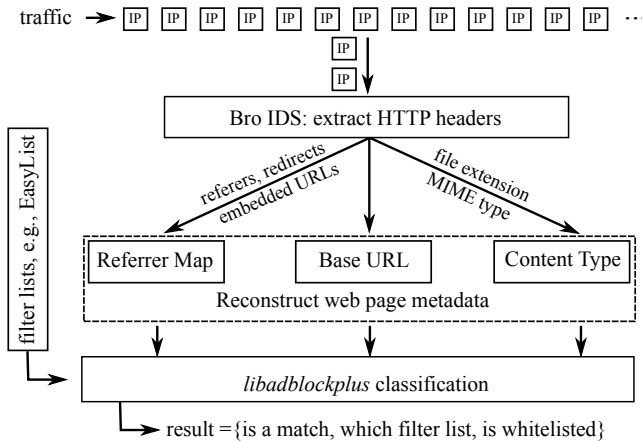 traffic IP IP IP IP IP IP IP IP IP IP IP IP IP ...
IP
IP
Bro IDS: extract HTTP headers
referers, redirects
embedded URLs
file extension
MIME type
filter lists, e.g., EasyList
Referrer Map Base URL Content Type
Reconstruct web page metadata
libadblockplus classification
result ={is a match, which filter list, is whitelisted}